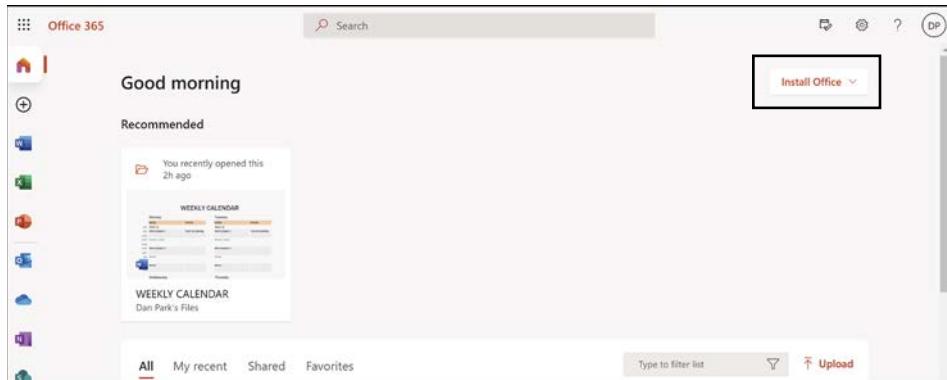 Office 365
Search
?
DP
Good morning
Install Office
Recommended
You recently opened this
2h ago
WEEKLY CALENDAR
WEEKLY CALENDAR
Dan Park's Files
All My recent Shared Favorites
Type to filter list
Upload